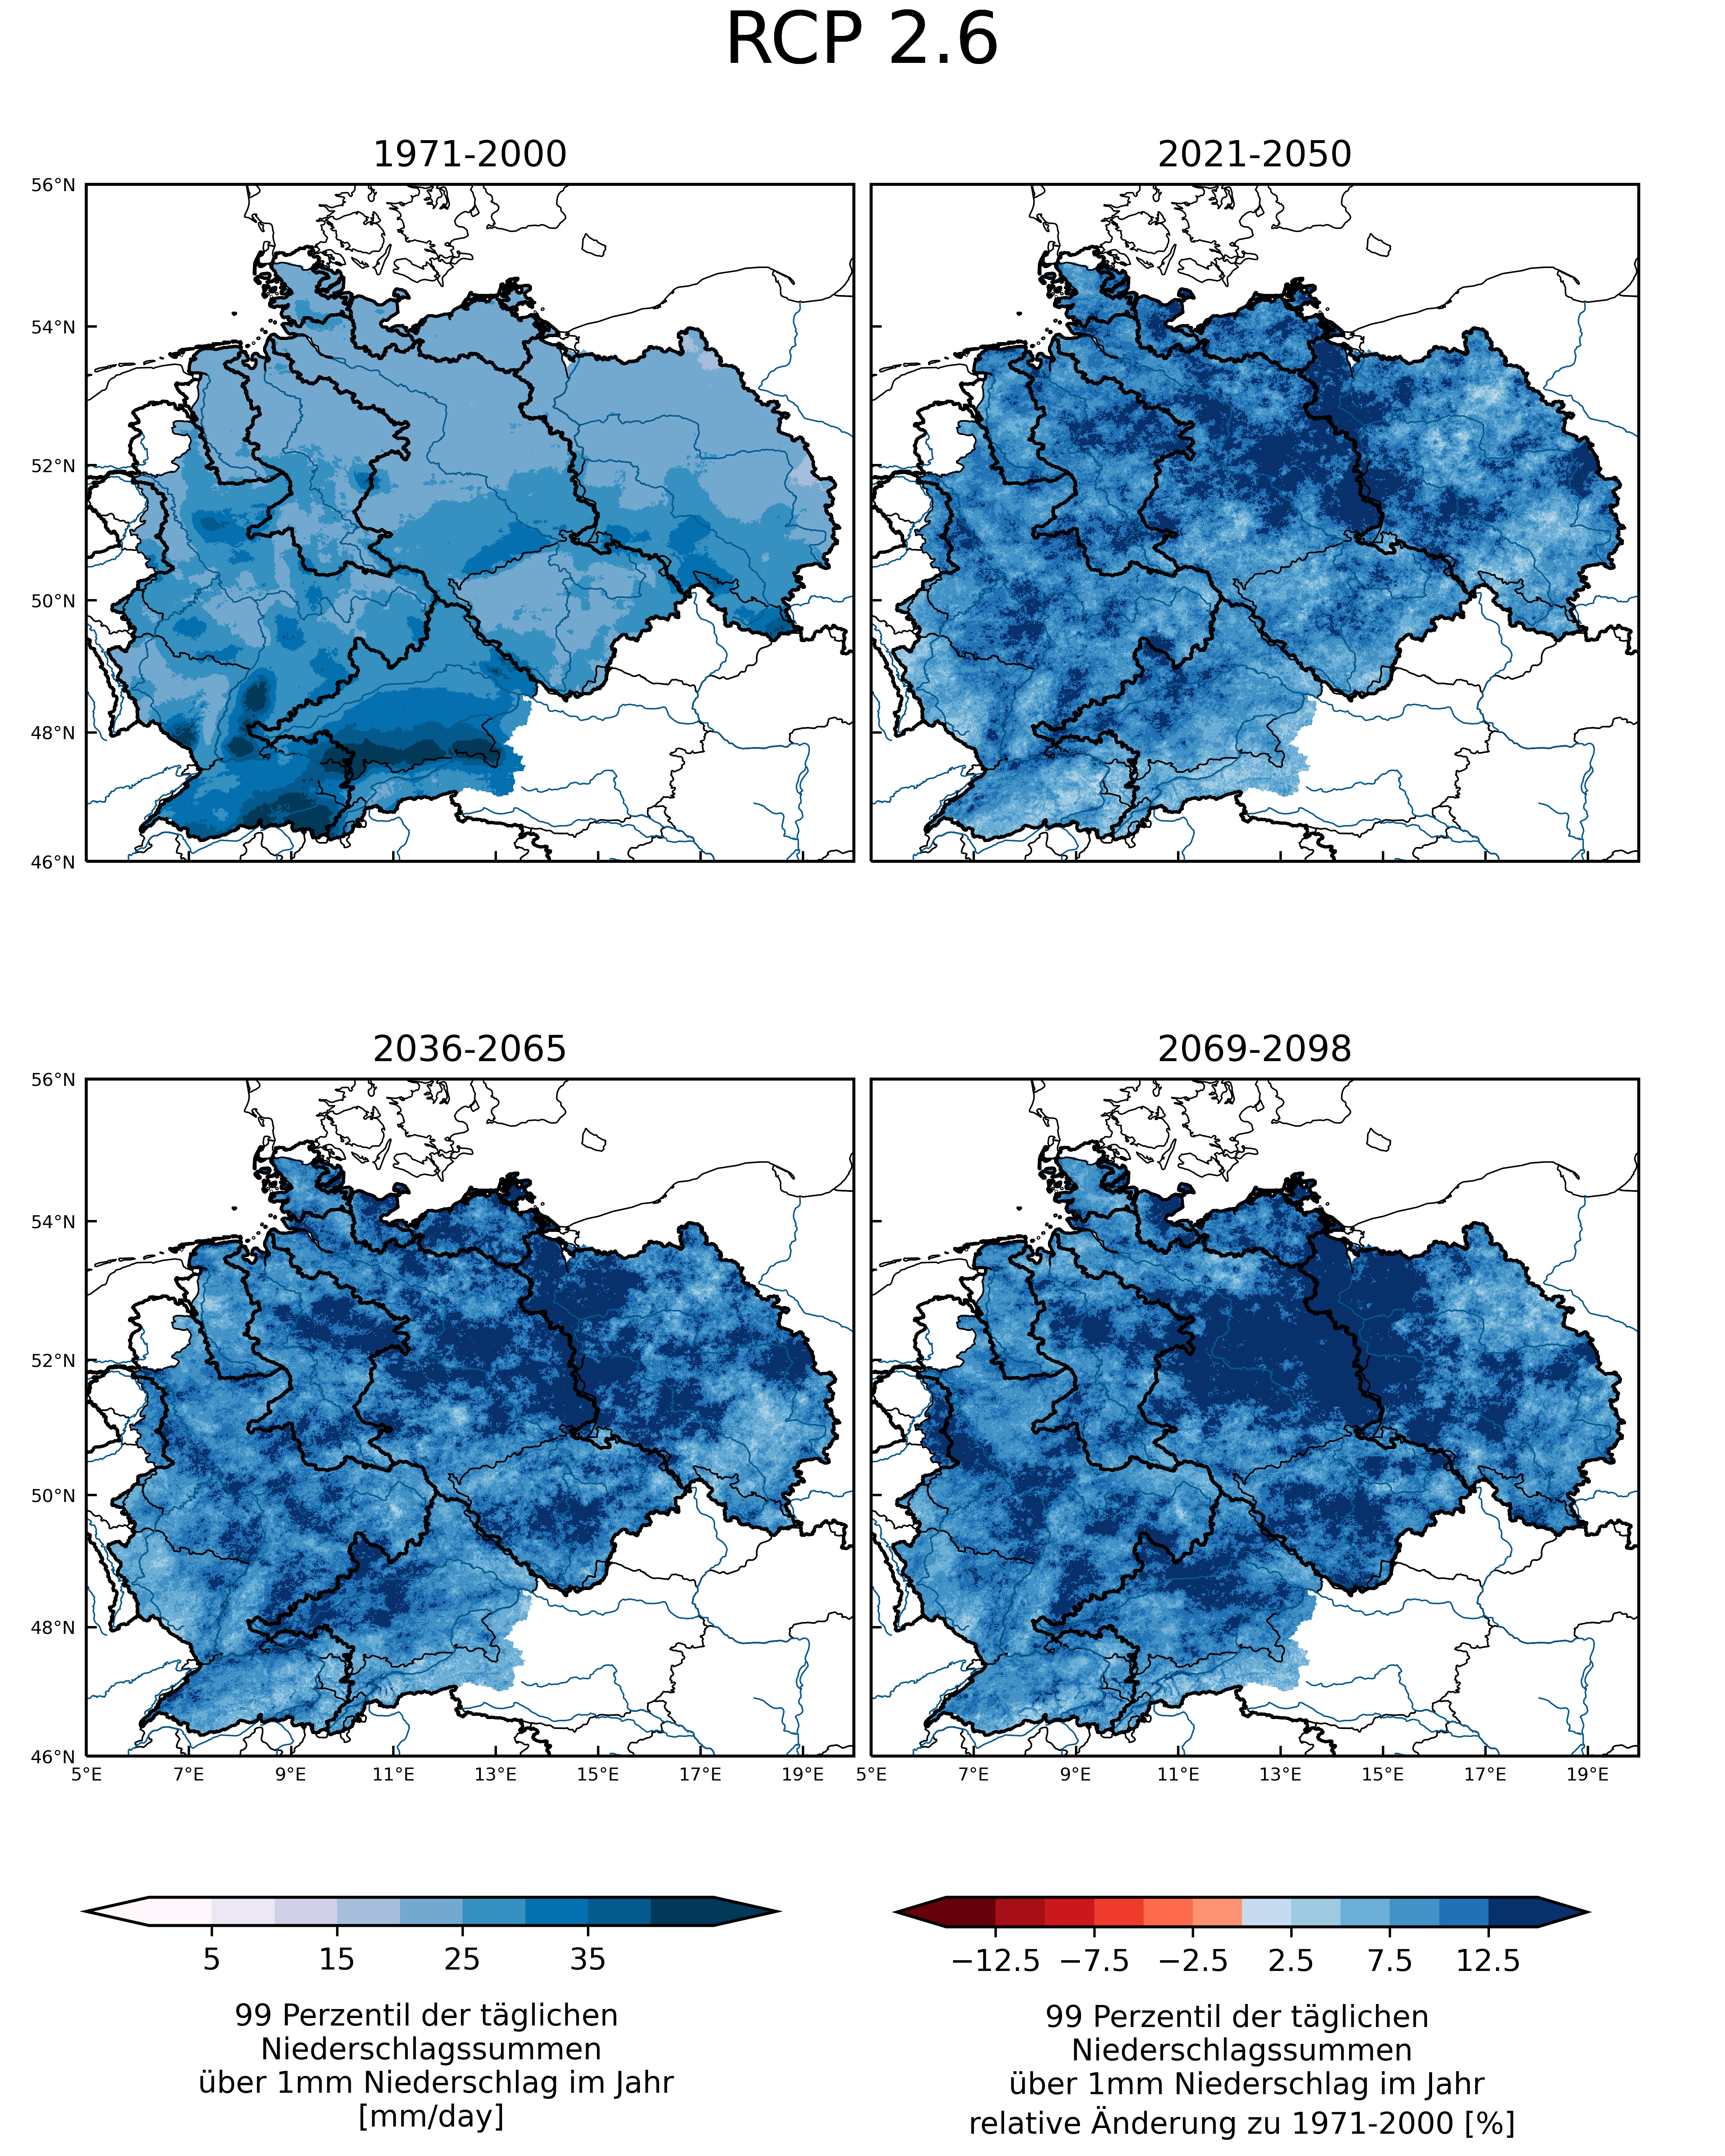 RCP 2.6
1971-2000
2021-2050
56°N
54°N
52°N
50°N
48°N
46°N
2036-2065
2069-2098
56°N
54°N
52°N
50°N
48°N
46°N
5°E 7°E 9°E 11°E 13°E 15°E 17°E 19°E
5°E 7°E 9°E 11°E 13°E 15°E 17°E 19°E
5 15 25 35
99 Perzentil der täglichen
Niederschlagssummen
über 1mm Niederschlag im Jahr
[mm/day]
−12.5 −7.5 −2.5 2.5 7.5 12.5
99 Perzentil der täglichen
Niederschlagssummen
über 1mm Niederschlag im Jahr
relative Änderung zu 1971-2000 [%]